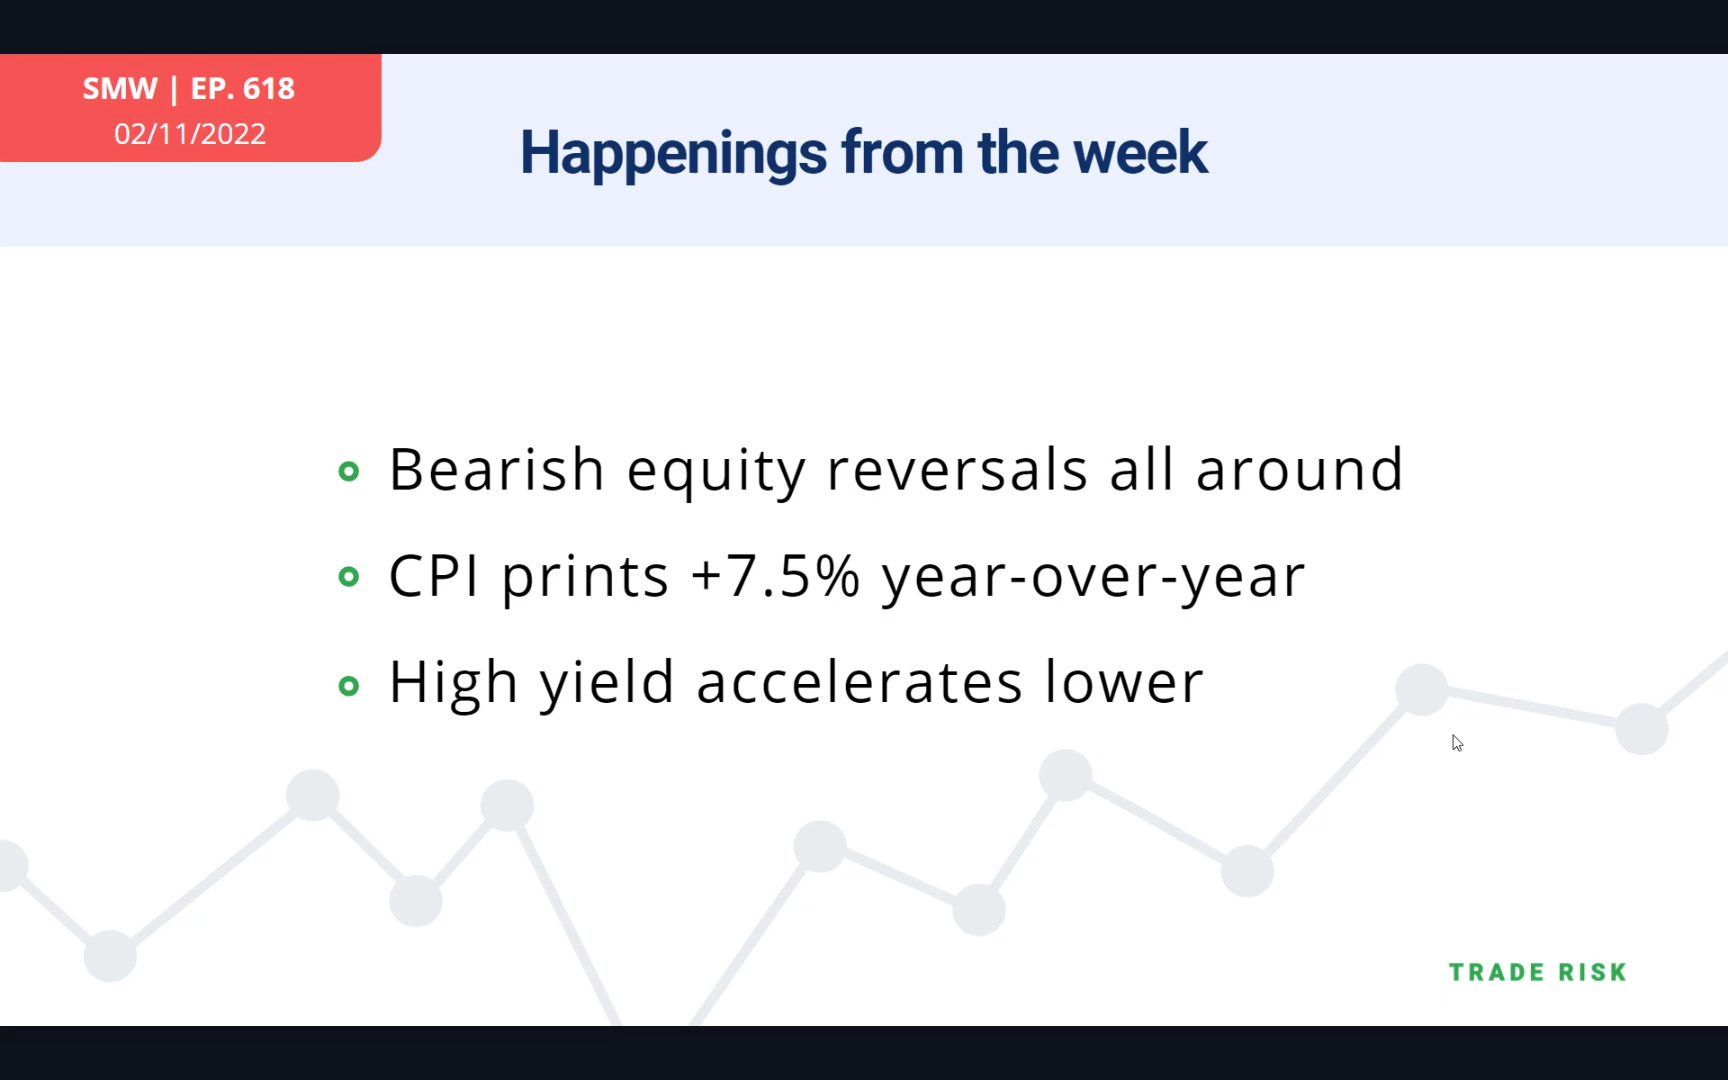 SMW | EP. 618
02/11/2022
Happenings from the week
Bearish equity reversals all around
CPI prints +7.5% year-over-year
High yield accelerates lower
TRADE RISK